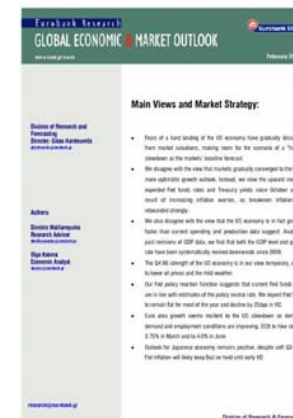 Eurobank Research
GLOBAL ECONOMIC & MARKET OUTLOOK
Eurobank EF
February 20
Main Views and Market Strategy:
Division of Research and
Forecasting
Director: Gikas Hardouvelis
Authors:
Dimitris Malliaropulos
Research Advisor
Olga Kosma
Economic Analyst
Fears of a hard landing of the US economy have gradually disa
from market valuations, making room for the scenario of a "
slowdown as the markets' baseline forecast.
We disagree with the view that markets gradually converged to the
more optimistic growth outlook. Instead, we view the upward mo
expected Fed funds rates and Treasury yields since October a
result of increasing inflation worries, as breakeven inflation
rebounded strongly.
We also disagree with the view that the US economy is in fact gro
faster than current spending and production data suggest. Anal
past revisions of GDP data, we find that both the GDP level and g
rate have been systematically revised downwards since 2000.
The Q4 06 strength of the US economy is in our view temporary,
to lower oil prices and the mild weather.
Our Fed policy reaction function suggests that current Fed funds
are in line with estimates of the policy neutral rate. We expect Fed
to remain flat for most of the year and decline by 25bps in H2.
Euro area growth seems resilient to the US slowdown as dom
demand and employment conditions are improving. ECB to hike rat
3.75% in March and to 4.0% in June.
Outlook for Japanese economy remains positive, despite soft Q3
Flat inflation will likely keep BoJ on hold until early H2.
research@eurobank.gr
Division of Research & Foreca